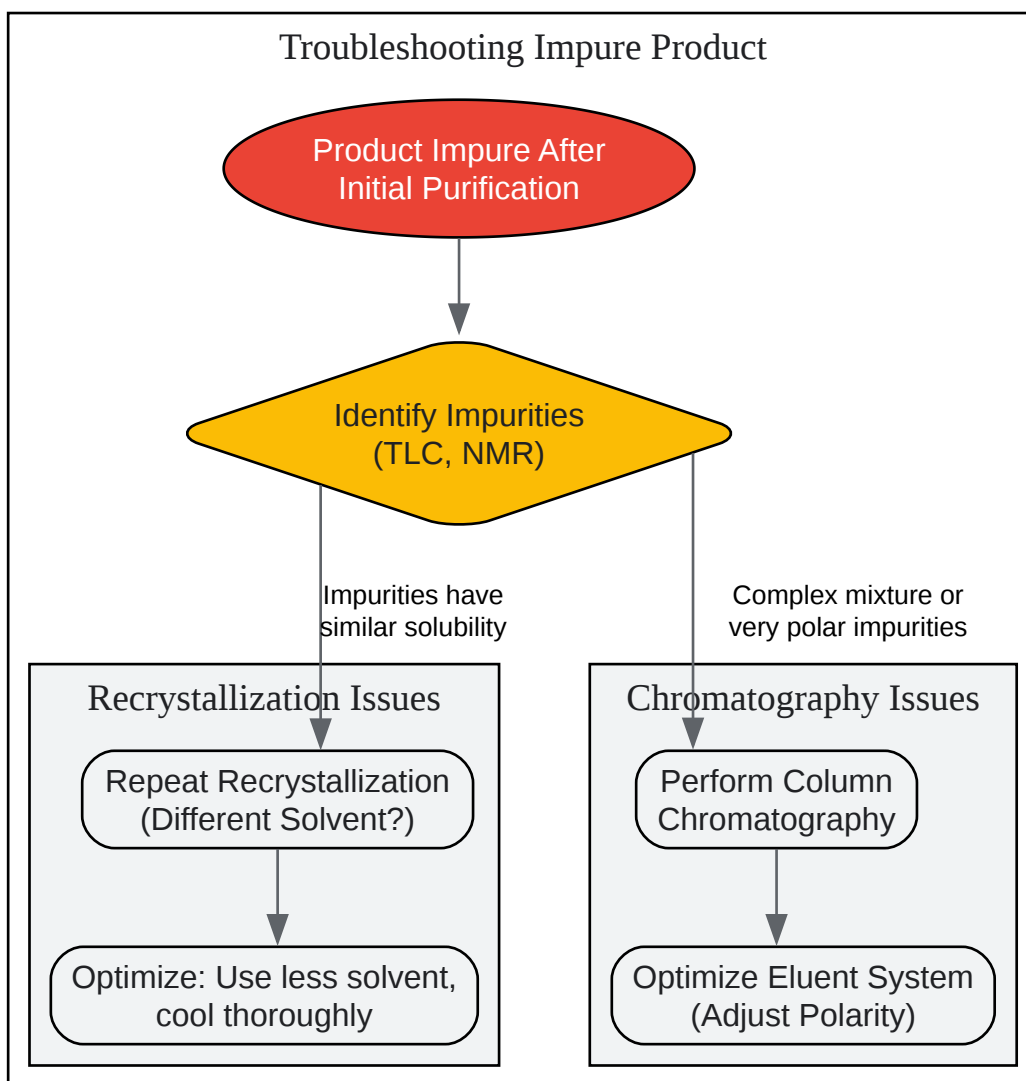 Troubleshooting Impure Product
Product Impure After
Initial Purification
Identify Impurities
(TLC, NMR)
Impurities have
similar solubility
Complex mixture or
very polar impurities
Recrystallization Issues
Repeat Recrystallization
(Different Solvent?)
Optimize: Use less solvent,
cool thoroughly
Chromatography Issues
Perform Column
Chromatography
Optimize Eluent System
(Adjust Polarity)